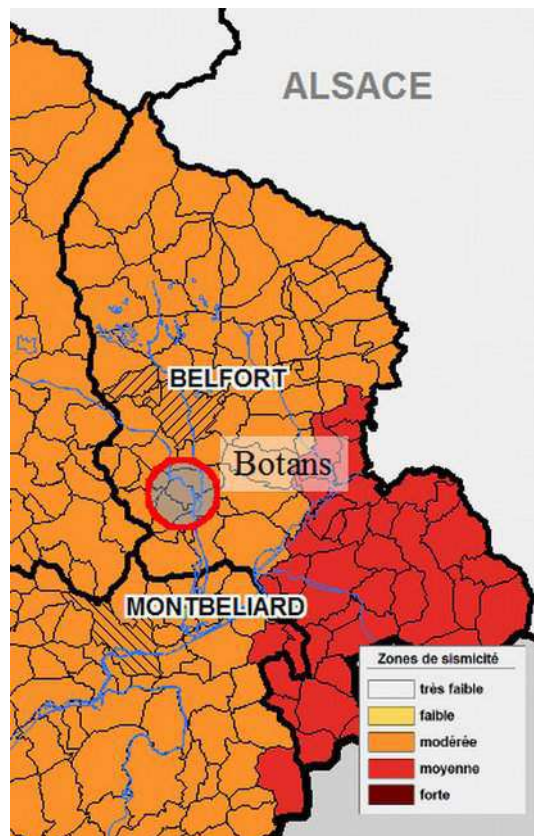 ALSACE
BELFORT
Botans
MONTBELIARD
Zones de sismicité
très faible
faible
modérée
moyenne
forte